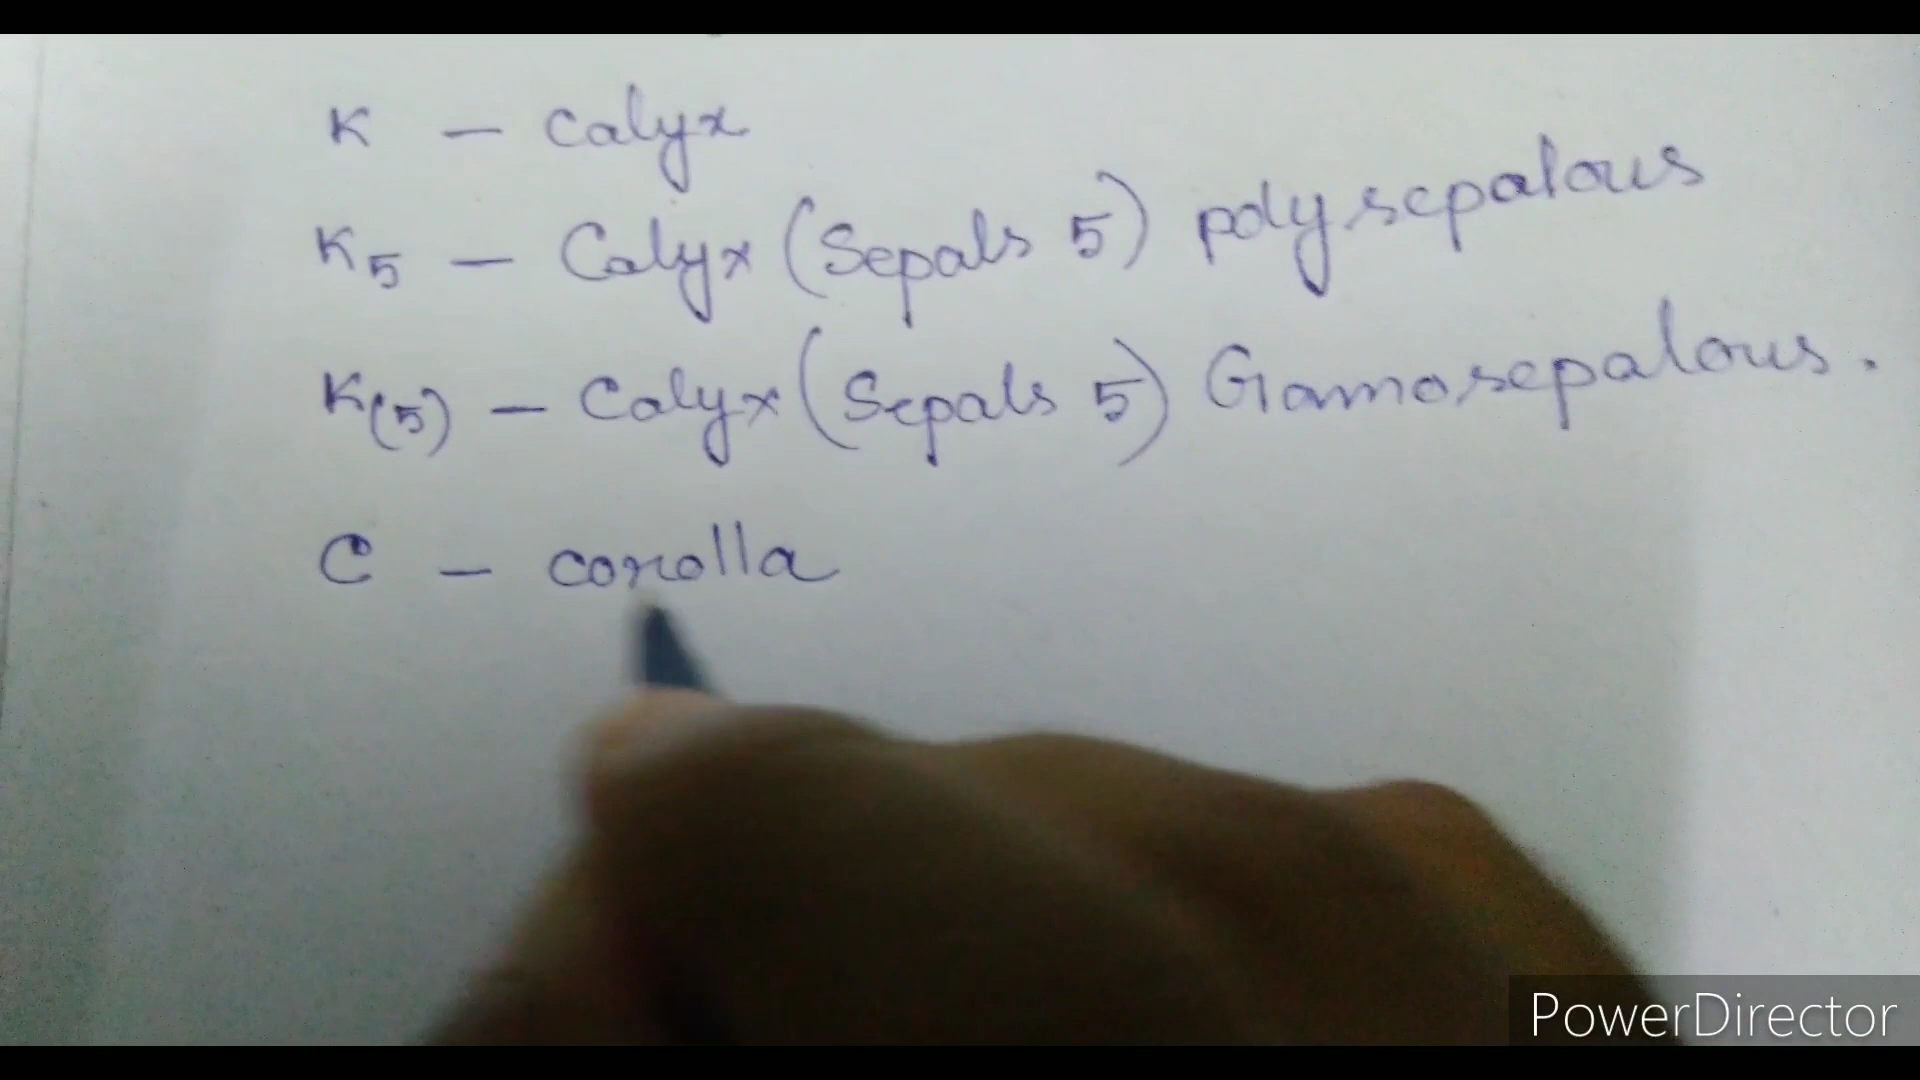 K - Calyx
K5 - Calyx (Sepals 5) polysepalous
K(5) - Calyx (Sepals 5) Gamosepalous.
C - corolla
PowerDirector